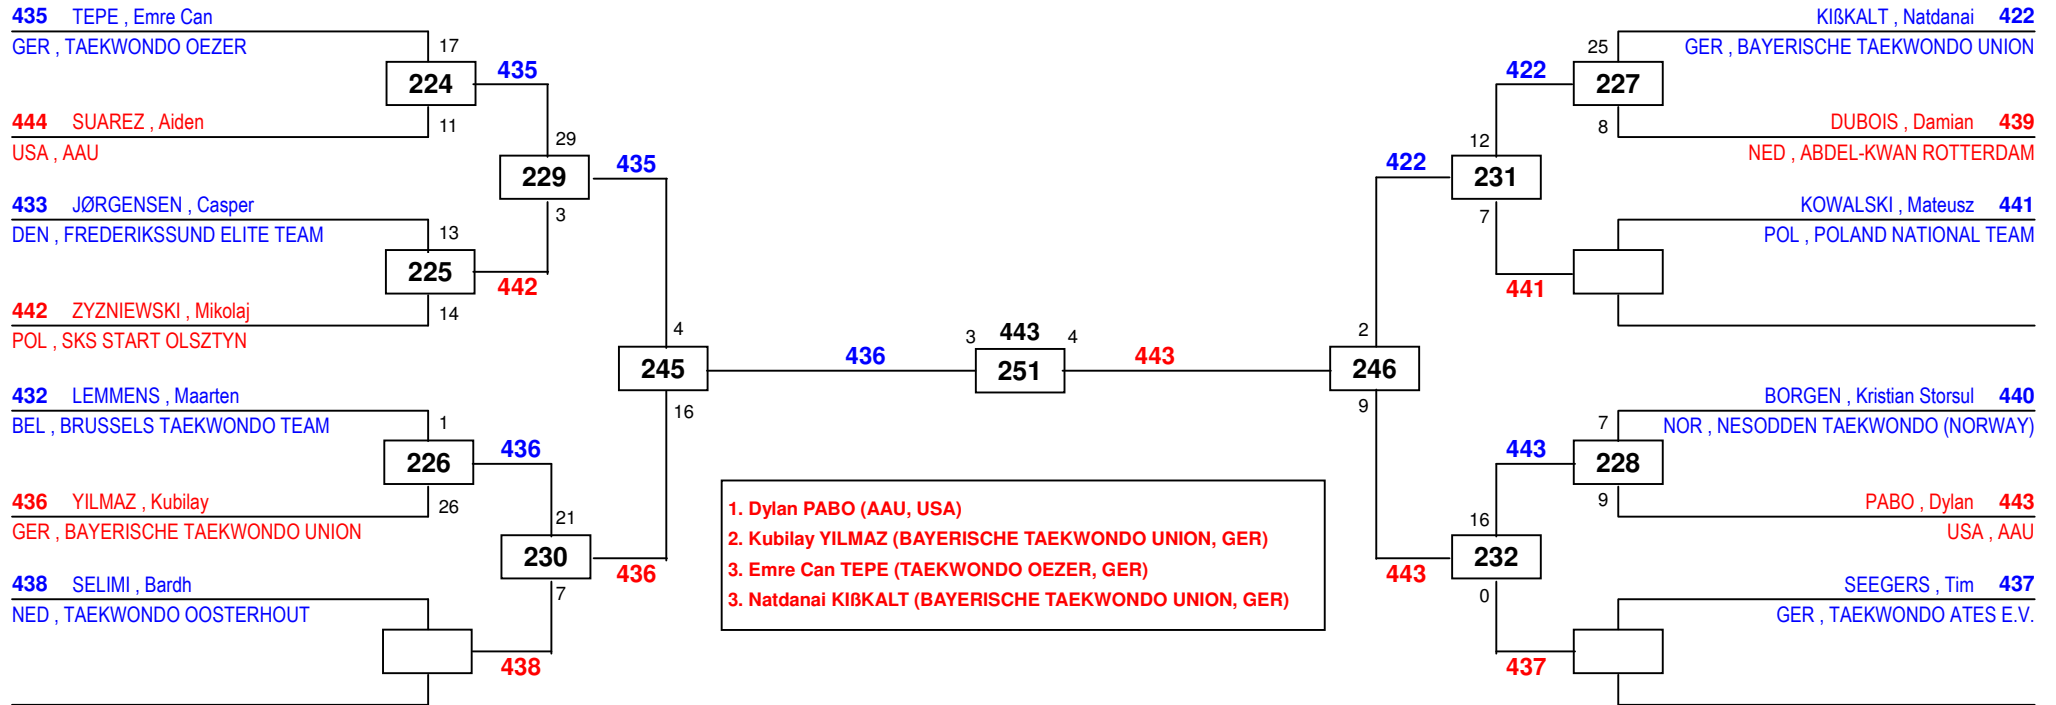 435 TEPE , Emre Can
GER , TAEKWONDO OEZER
17
224
435
444 SUAREZ , Aiden
11
USA , AAU
29
229
435
433 JØRGENSEN , Casper
3
DEN , FREDERIKSSUND ELITE TEAM
13
225
442
442 ZYZNIEWSKI , Mikolaj
14
POL , SKS START OLSZTYN
4
245
436
16
432 LEMMENS , Maarten
BEL , BRUSSELS TAEKWONDO TEAM
1
226
436
436 YILMAZ , Kubilay
26
GER , BAYERISCHE TAEKWONDO UNION
21
230
436
438 SELIMI , Bardh
7
NED , TAEKWONDO OOSTERHOUT
438
3 443 4
251
443
1. Dylan PABO (AAU, USA)
2. Kubilay YILMAZ (BAYERISCHE TAEKWONDO UNION, GER)
3. Emre Can TEPE (TAEKWONDO OEZER, GER)
3. Natdanai KIßKALT (BAYERISCHE TAEKWONDO UNION, GER)
KIßKALT , Natdanai 422
GER , BAYERISCHE TAEKWONDO UNION
25
422
227
DUBOIS , Damian 439
8
NED , ABDEL-KWAN ROTTERDAM
12
422
231
KOWALSKI , Mateusz 441
7
POL , POLAND NATIONAL TEAM
441
2
246
9
BORGEN , Kristian Storsul 440
NOR , NESODDEN TAEKWONDO (NORWAY)
7
443
228
PABO , Dylan 443
9
USA , AAU
16
232
443
SEEGERS , Tim 437
0
GER , TAEKWONDO ATES E.V.
437